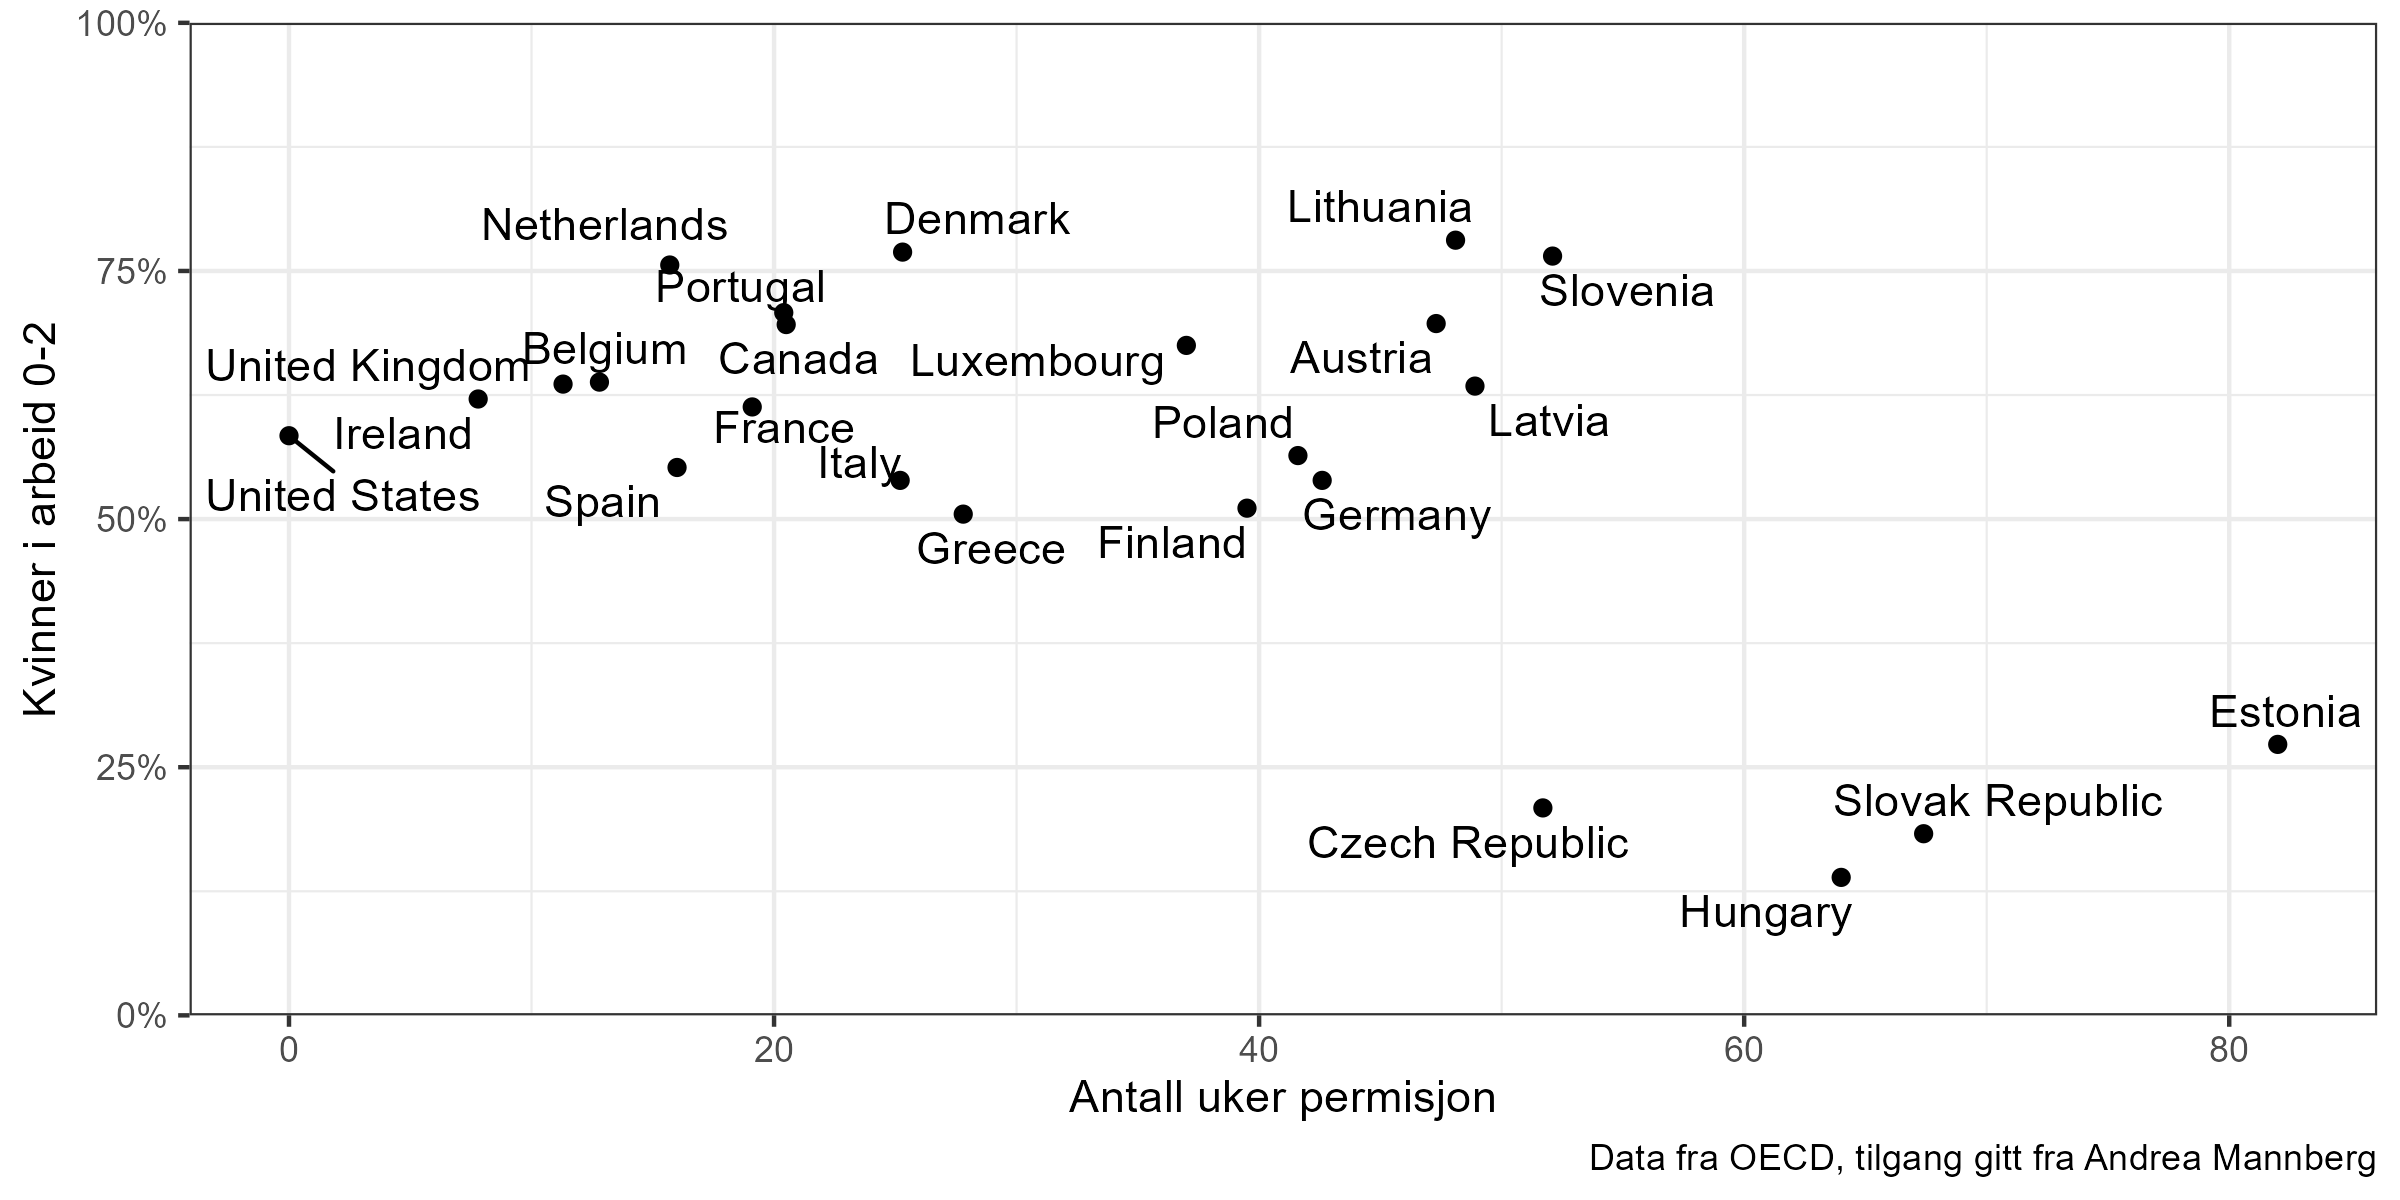 100%
75%
50%
25%
0%
Kvinner i arbeid 0-2
Netherlands
Denmark
Lithuania
Portugal
Slovenia
United Kingdom
Belgium
Canada
Luxembourg
Austria
Ireland
France
Poland
Latvia
United States
Spain
Italy
Greece
Finland
Germany
Estonia
Czech Republic
Slovak Republic
Hungary
0 20 40 60 80
Antall uker permisjon
Data fra OECD, tilgang gitt fra Andrea Mannberg